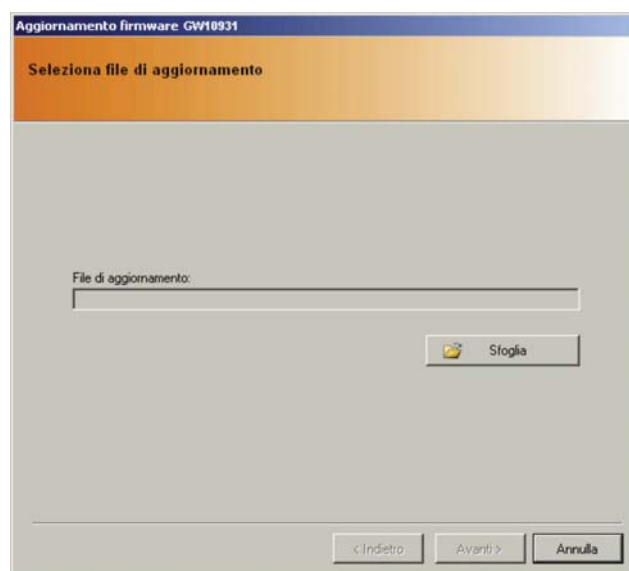 Aggiornamento firmware GW10931
Seleziona file di aggiornamento
File di aggiornamento:
Sfoglia
< Indietro
Avanti >
Annulla